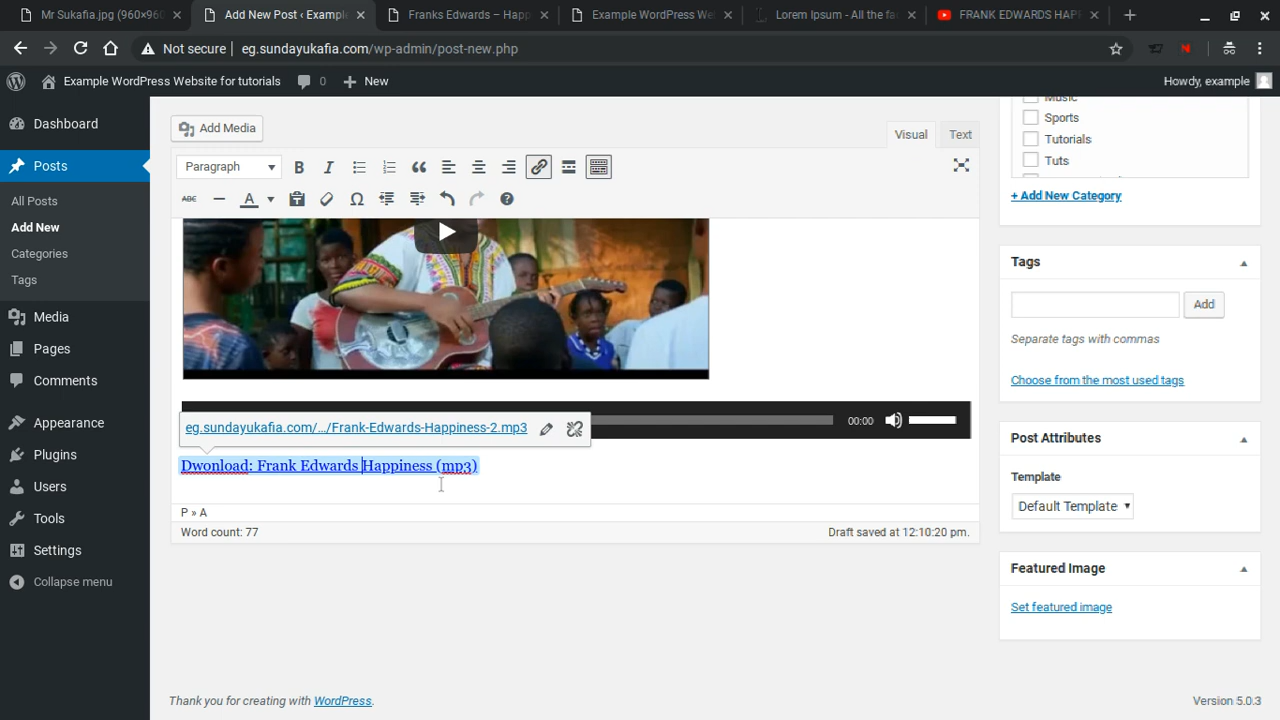 Mr Sukafia.jpg (960×960
Add New Post ‹ Example
Franks Edwards – Happ
Example WordPress We
Lorem Ipsum - All the fa
FRANK EDWARDS HAP
Not secure | eg.sundayukafia.com/wp-admin/post-new.php
Example WordPress Website for tutorials
0
New
Howdy, example
Dashboard
Posts
All Posts
Add New
Categories
Tags
Media
Pages
Comments
Appearance
Plugins
Users
Tools
Settings
Collapse menu
Add Media
Visual
Text
Paragraph
B
I
ABC
A
Ω
00:00
eg.sundayukafia.com/…/Frank-Edwards-Happiness-2.mp3
Dwonload: Frank Edwards Happiness (mp3)
P » A
Word count: 77
Draft saved at 12:10:20 pm.
Music
Sports
Tutorials
Tuts
+ Add New Category
Tags
Add
Separate tags with commas
Choose from the most used tags
Post Attributes
Template
Default Template
Featured Image
Set featured image
Thank you for creating with WordPress.
Version 5.0.3